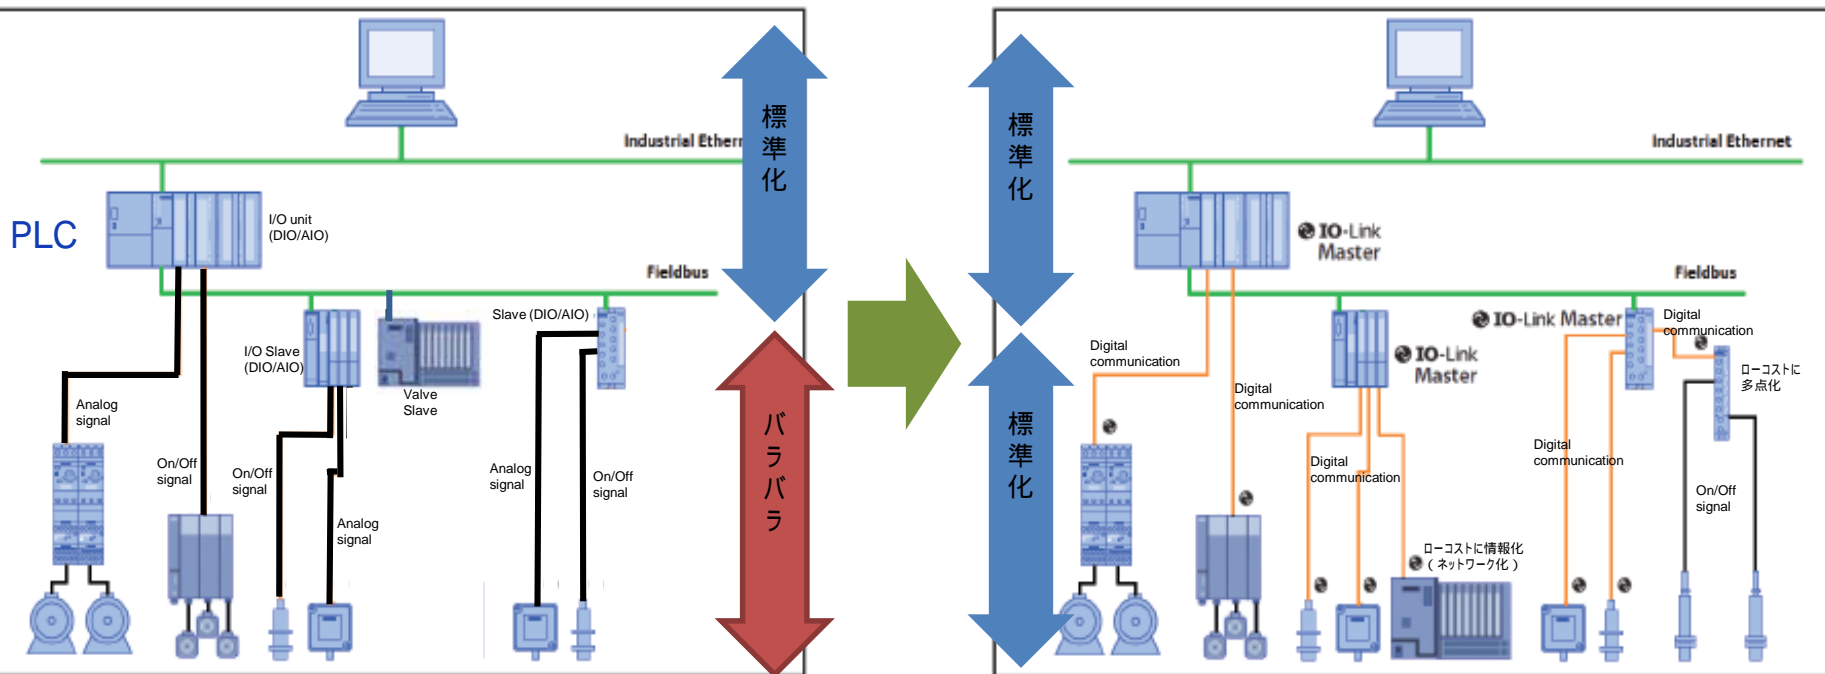 Industrial Ether
標準化
PLC
I/O unit
(DIO/AIO)
Fieldbus
Slave (DIO/AIO)
I/O Slave
(DIO/AIO)
Valve
Slave
Analog
signal
On/Off
signal
On/Off
signal
Analog
signal
Analog
signal
On/Off
signal
バラバラ
標準化
Industrial Ethernet
IO-Link
Master
Fieldbus
IO-Link Master
Digital
communication
Digital
communication
IO-Link
Master
ローコストに
多点化
Digital
communication
標準化
Digital
communication
Digital
communication
On/Off
signal
ローコストに情報化
（ネットワーク化）